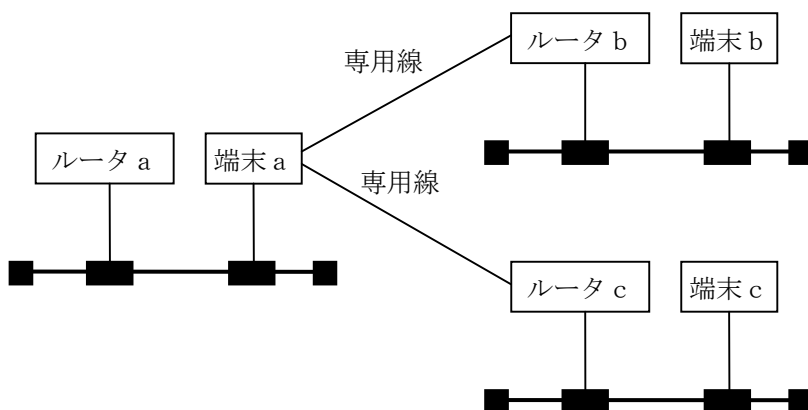 ルータ b
端末 b
専用線
ルータ a
端末 a
専用線
ルータ c
端末 c